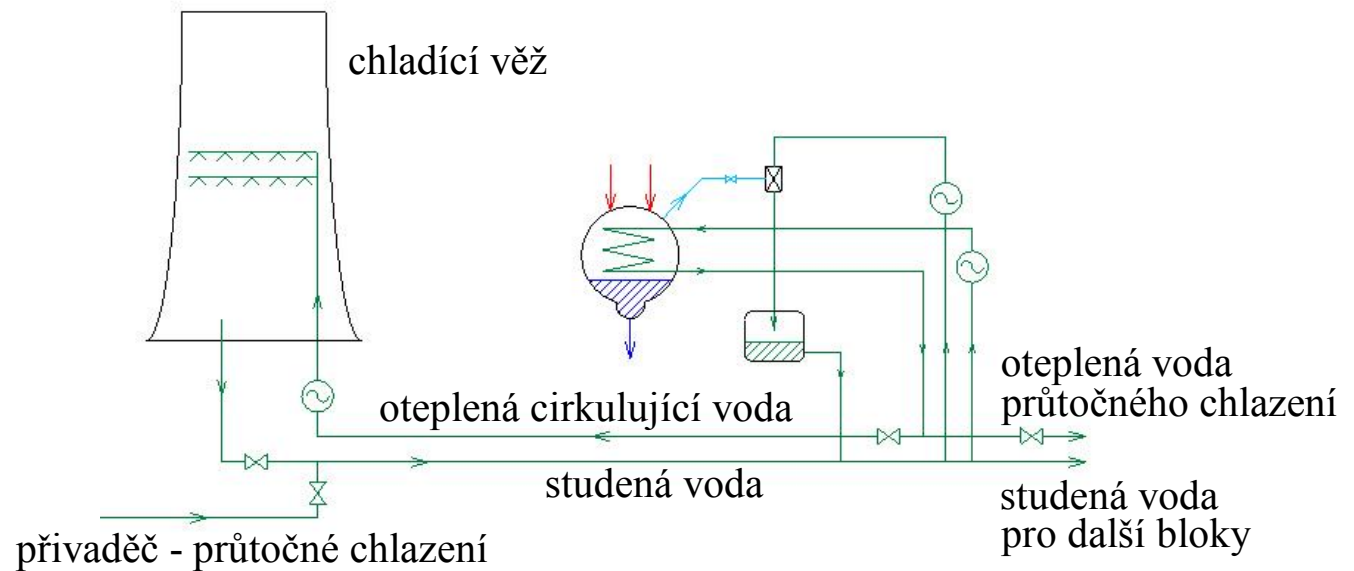 chladící věž
oteplená voda
průtočného chlazení
oteplená cirkulující voda
studená voda
studená voda
pro další bloky
přivaděč - průtočné chlazení